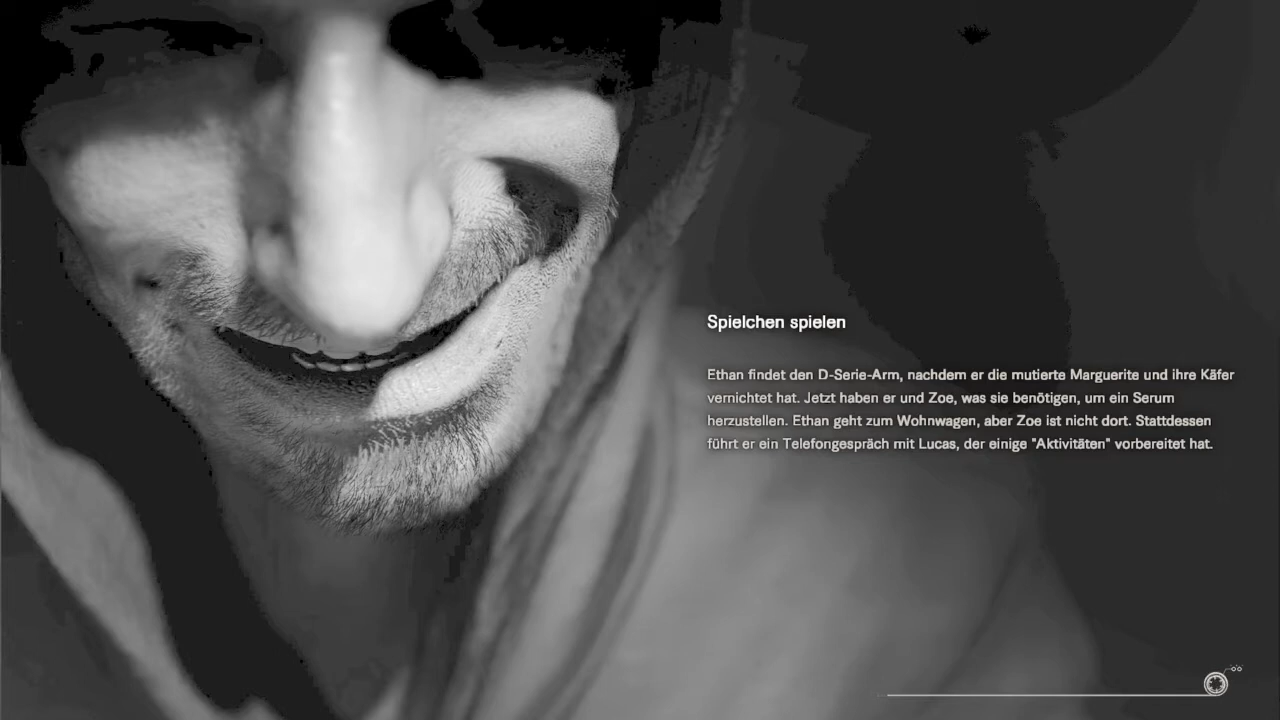 Spielchen spielen
Ethan findet den D-Serie-Arm, nachdem er die mutierte Marguerite und ihre Käfer
vernichtet hat. Jetzt haben er und Zoe, was sie benötigen, um ein Serum
herzustellen. Ethan geht zum Wohnwagen, aber Zoe ist nicht dort. Stattdessen
führt er ein Telefongespräch mit Lucas, der einige "Aktivitäten" vorbereitet hat.